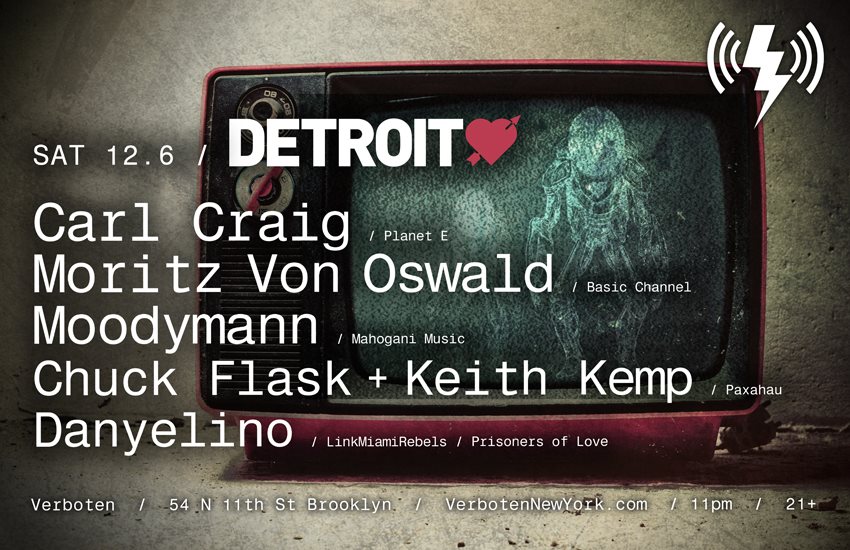 SAT 12.6 / DETROIT
Carl Craig / Planet E
Moritz Von Oswald / Basic Channel
Moodymann / Mahogani Music
Chuck Flask + Keith Kemp / Paxahau
Danyelino / LinkMiamiRebels / Prisoners of Love
Verboten / 54 N 11th St Brooklyn / VerbotenNewYork.com / 11pm / 21+